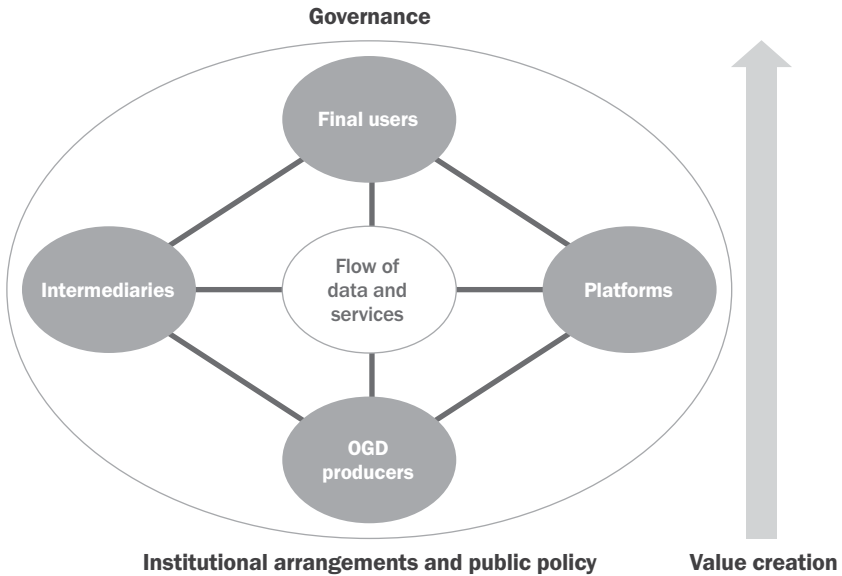 Governance
Final users
Intermediaries
Flow of
data and
services
Platforms
OGD
producers
Institutional arrangements and public policy
Value creation